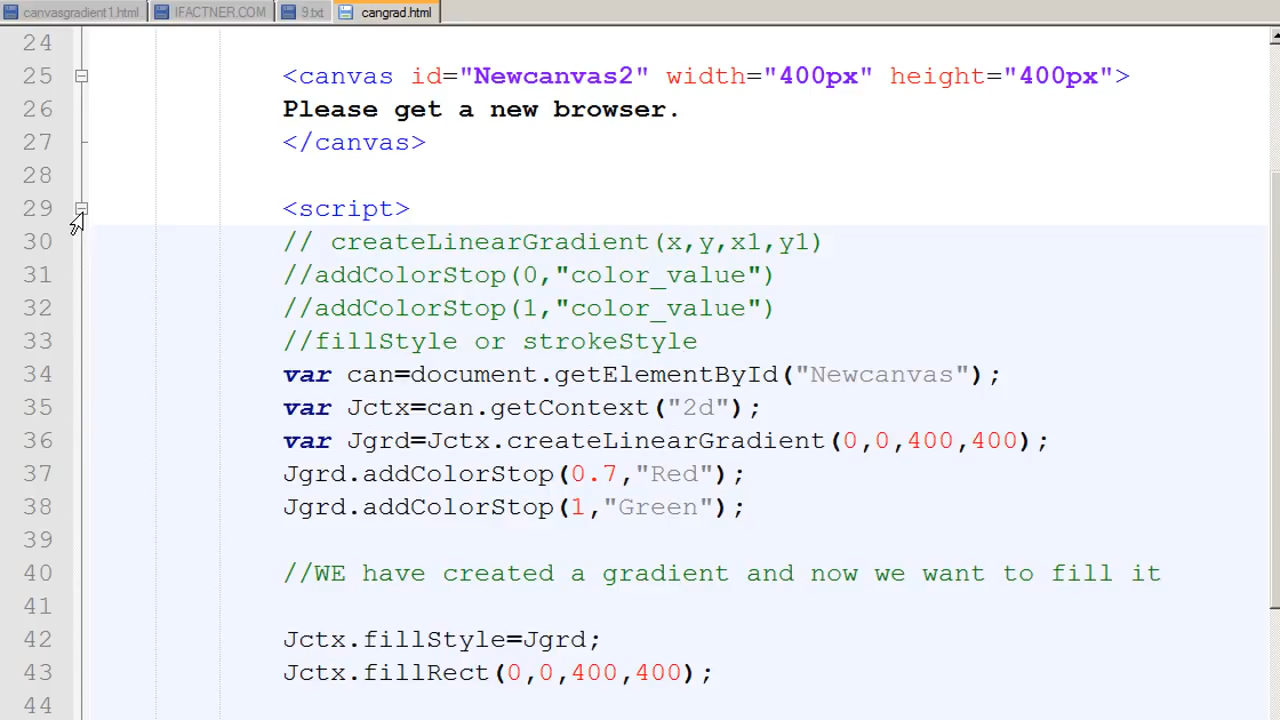 canvasgradient1.html IFACTNER.COM 9.txt cangrad.html
24
25 <canvas id="Newcanvas2" width="400px" height="400px">
26 Please get a new browser.
27 </canvas>
28
29 <script>
30 // createLinearGradient(x,y,x1,y1)
31 //addColorStop(0,"color_value")
32 //addColorStop(1,"color_value")
33 //fillStyle or strokeStyle
34 var can=document.getElementById("Newcanvas");
35 var Jctx=can.getContext("2d");
36 var Jgrd=Jctx.createLinearGradient(0,0,400,400);
37 Jgrd.addColorStop(0.7,"Red");
38 Jgrd.addColorStop(1,"Green");
39
40 //WE have created a gradient and now we want to fill it
41
42 Jctx.fillStyle=Jgrd;
43 Jctx.fillRect(0,0,400,400);
44